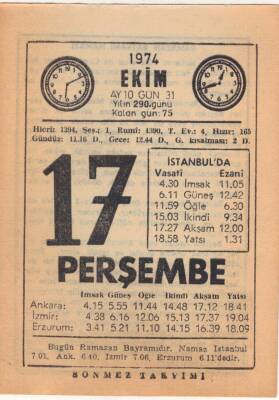 1974
EKİM
AY 10 GÜN 31
Yılın 290.günü
Kalan gün: 75
Hicri: 1394, Şev.: 1, Rumî: 1390, T. Ev.: 4, Hızır: 165
Gündüz: 11.16 D., Gece: 12.44 D., G. kısalması: 2 D.
17
İSTANBUL'DA
Vasatî Ezanî
4.30 İmsak 11.05
6.11 Güneş 12.42
11.59 Öğle 6.30
15.03 İkindi 9.34
17.27 Akşam 12.00
18.58 Yatsı 1.31
PERŞEMBE
İmsak Güneş Öğle İkindi Akşam Yatsı
Ankara: 4.15 5.55 11.44 14.48 17.12 18.41
İzmir: 4.38 6.16 12.06 15.13 17.37 19.04
Erzurum: 3.41 5.21 11.10 14.15 16.39 18.09
Bugün Ramazan Bayramıdır. Namaz İstanbul
7.01, Ank. 6.40, İzmir 7.06, Erzurum 6.11'dedir.
SÖNMEZ TAKVİMİ